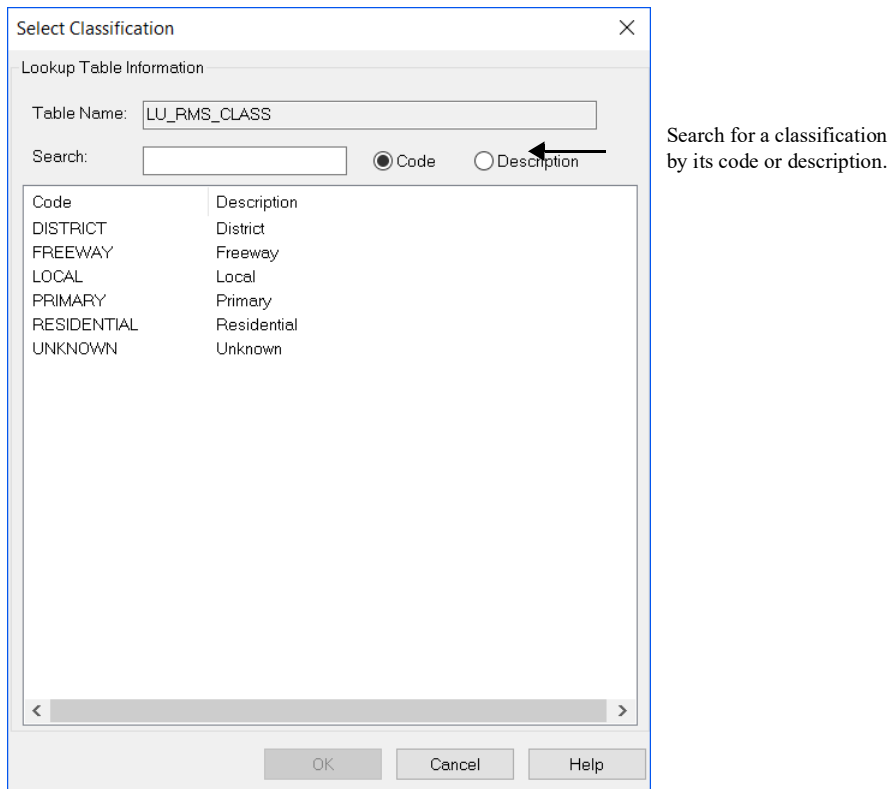 Select Classification
Lookup Table Information
Table Name: LU_RMS_CLASS
Search: Code Description
Search for a classification
by its code or description.
Code Description
DISTRICT District
FREEWAY Freeway
LOCAL Local
PRIMARY Primary
RESIDENTIAL Residential
UNKNOWN Unknown
OK Cancel Help